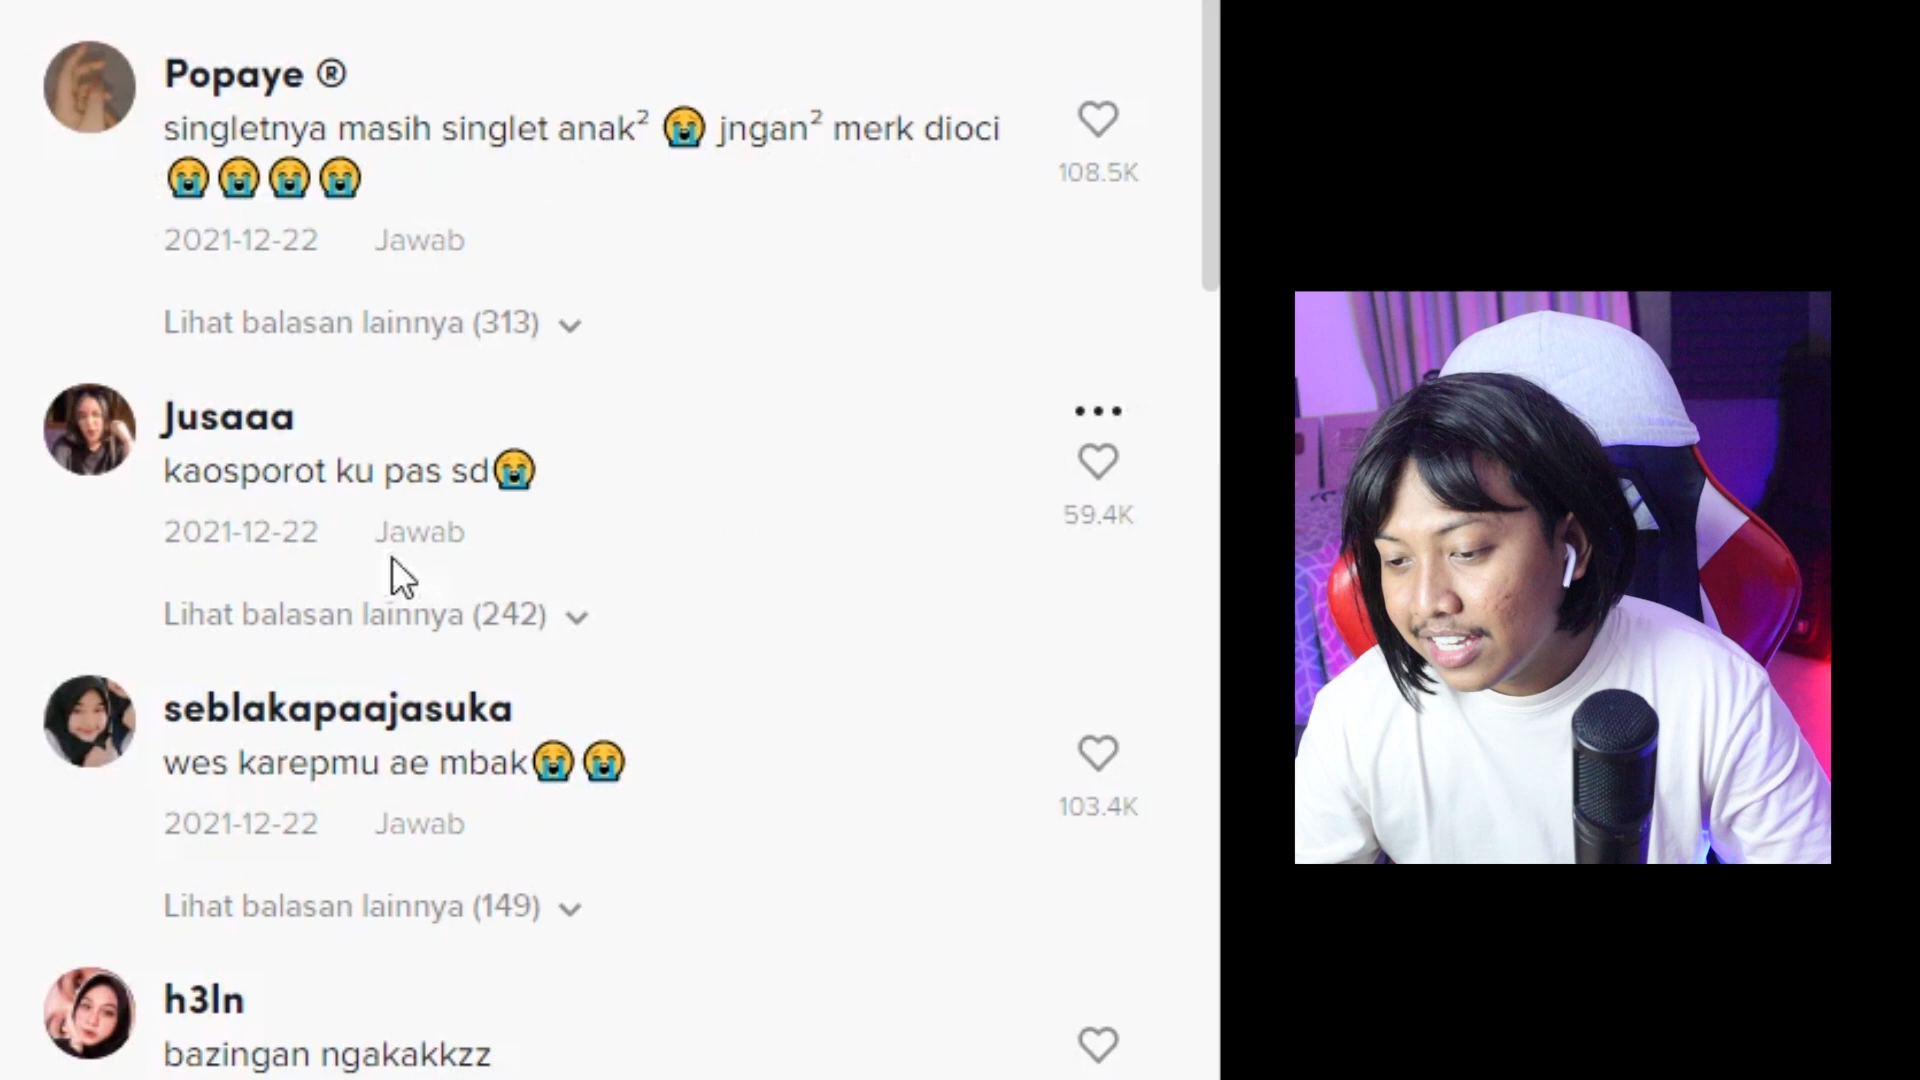 Popaye ®
singletnya masih singlet anak² 😭 jngan² merk dioci
😭😭😭😭
108.5K
2021-12-22 Jawab
Lihat balasan lainnya (313)
Jusaaa
kaosporot ku pas sd😭
59.4K
2021-12-22 Jawab
Lihat balasan lainnya (242)
seblakapaajasuka
wes karepmu ae mbak😭😭
103.4K
2021-12-22 Jawab
Lihat balasan lainnya (149)
h3ln
bazingan ngakakkzz